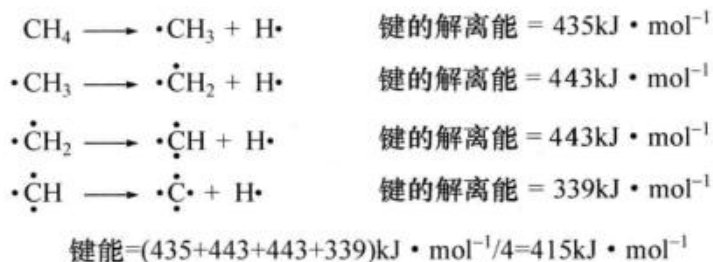 CH₄ ⟶ ·CH₃ + H· 键的解离能 = 435kJ·mol⁻¹
·CH₃ ⟶ ·ĊH₂ + H· 键的解离能 = 443kJ·mol⁻¹
·ĊH₂ ⟶ ·Ċ̣H + H· 键的解离能 = 443kJ·mol⁻¹
·Ċ̣H ⟶ ·Ċ̣· + H· 键的解离能 = 339kJ·mol⁻¹
键能=(435+443+443+339)kJ·mol⁻¹/4=415kJ·mol⁻¹